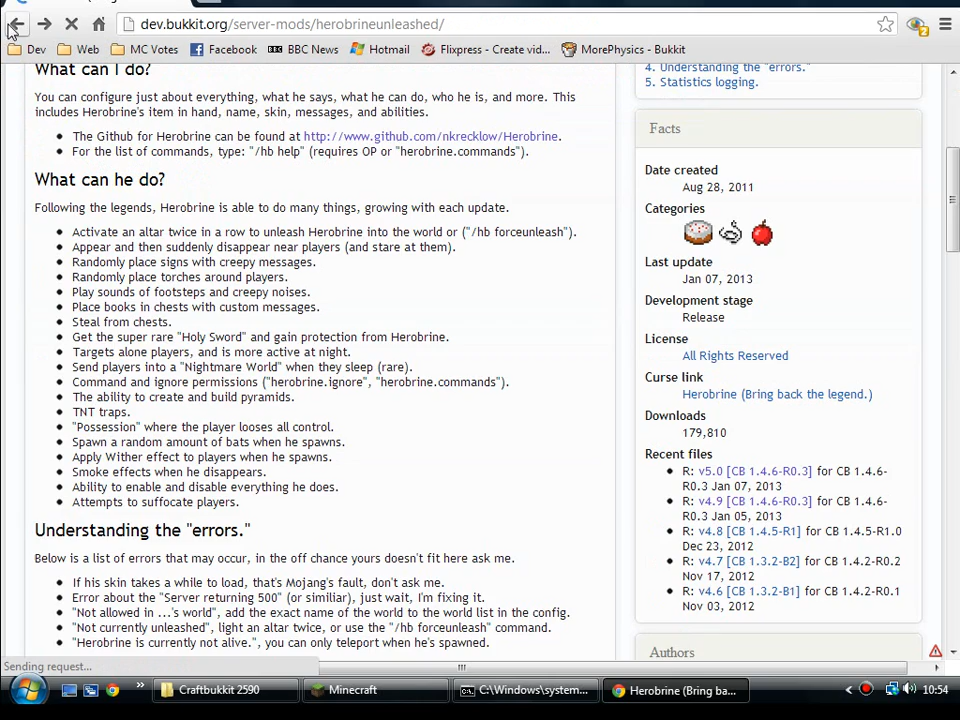 dev.bukkit.org/server-mods/herobrineunleashed/
Dev Web MC Votes Facebook BBC News Hotmail Flixpress - Create vid... MorePhysics - Bukkit
What can I do?
You can configure just about everything, what he says, what he can do, who he is, and more. This
includes Herobrine's item in hand, name, skin, messages, and abilities.
The Github for Herobrine can be found at http://www.github.com/nkrecklow/Herobrine.
For the list of commands, type: "/hb help" (requires OP or "herobrine.commands").
What can he do?
Following the legends, Herobrine is able to do many things, growing with each update.
Activate an altar twice in a row to unleash Herobrine into the world or ("/hb forceunleash").
Appear and then suddenly disappear near players (and stare at them).
Randomly place signs with creepy messages.
Randomly place torches around players.
Play sounds of footsteps and creepy noises.
Place books in chests with custom messages.
Steal from chests.
Get the super rare "Holy Sword" and gain protection from Herobrine.
Targets alone players, and is more active at night.
Send players into a "Nightmare World" when they sleep (rare).
Command and ignore permissions ("herobrine.ignore", "herobrine.commands").
The ability to create and build pyramids.
TNT traps.
"Possession" where the player looses all control.
Spawn a random amount of bats when he spawns.
Apply Wither effect to players when he spawns.
Smoke effects when he disappears.
Ability to enable and disable everything he does.
Attempts to suffocate players.
Understanding the "errors."
Below is a list of errors that may occur, in the off chance yours doesn't fit here ask me.
If his skin takes a while to load, that's Mojang's fault, don't ask me.
Error about the "Server returning 500" (or similiar), just wait, I'm fixing it.
"Not allowed in ...'s world", add the exact name of the world to the world list in the config.
"Not currently unleashed", light an altar twice, or use the "/hb forceunleash" command.
"Herobrine is currently not alive.", you can only teleport when he's spawned.
4. Understanding the "errors."
5. Statistics logging.
Facts
Date created
Aug 28, 2011
Categories
Last update
Jan 07, 2013
Development stage
Release
License
All Rights Reserved
Curse link
Herobrine (Bring back the legend.)
Downloads
179,810
Recent files
R: v5.0 [CB 1.4.6-R0.3] for CB 1.4.6-
R0.3 Jan 07, 2013
R: v4.9 [CB 1.4.6-R0.3] for CB 1.4.6-
R0.3 Jan 05, 2013
R: v4.8 [CB 1.4.5-R1] for CB 1.4.5-R1.0
Dec 23, 2012
R: v4.7 [CB 1.3.2-B2] for CB 1.4.2-R0.2
Nov 17, 2012
R: v4.6 [CB 1.3.2-B1] for CB 1.4.2-R0.1
Nov 03, 2012
Authors
Sending request...
Craftbukkit 2590 Minecraft C:\Windows\system... Herobrine (Bring ba... 10:54